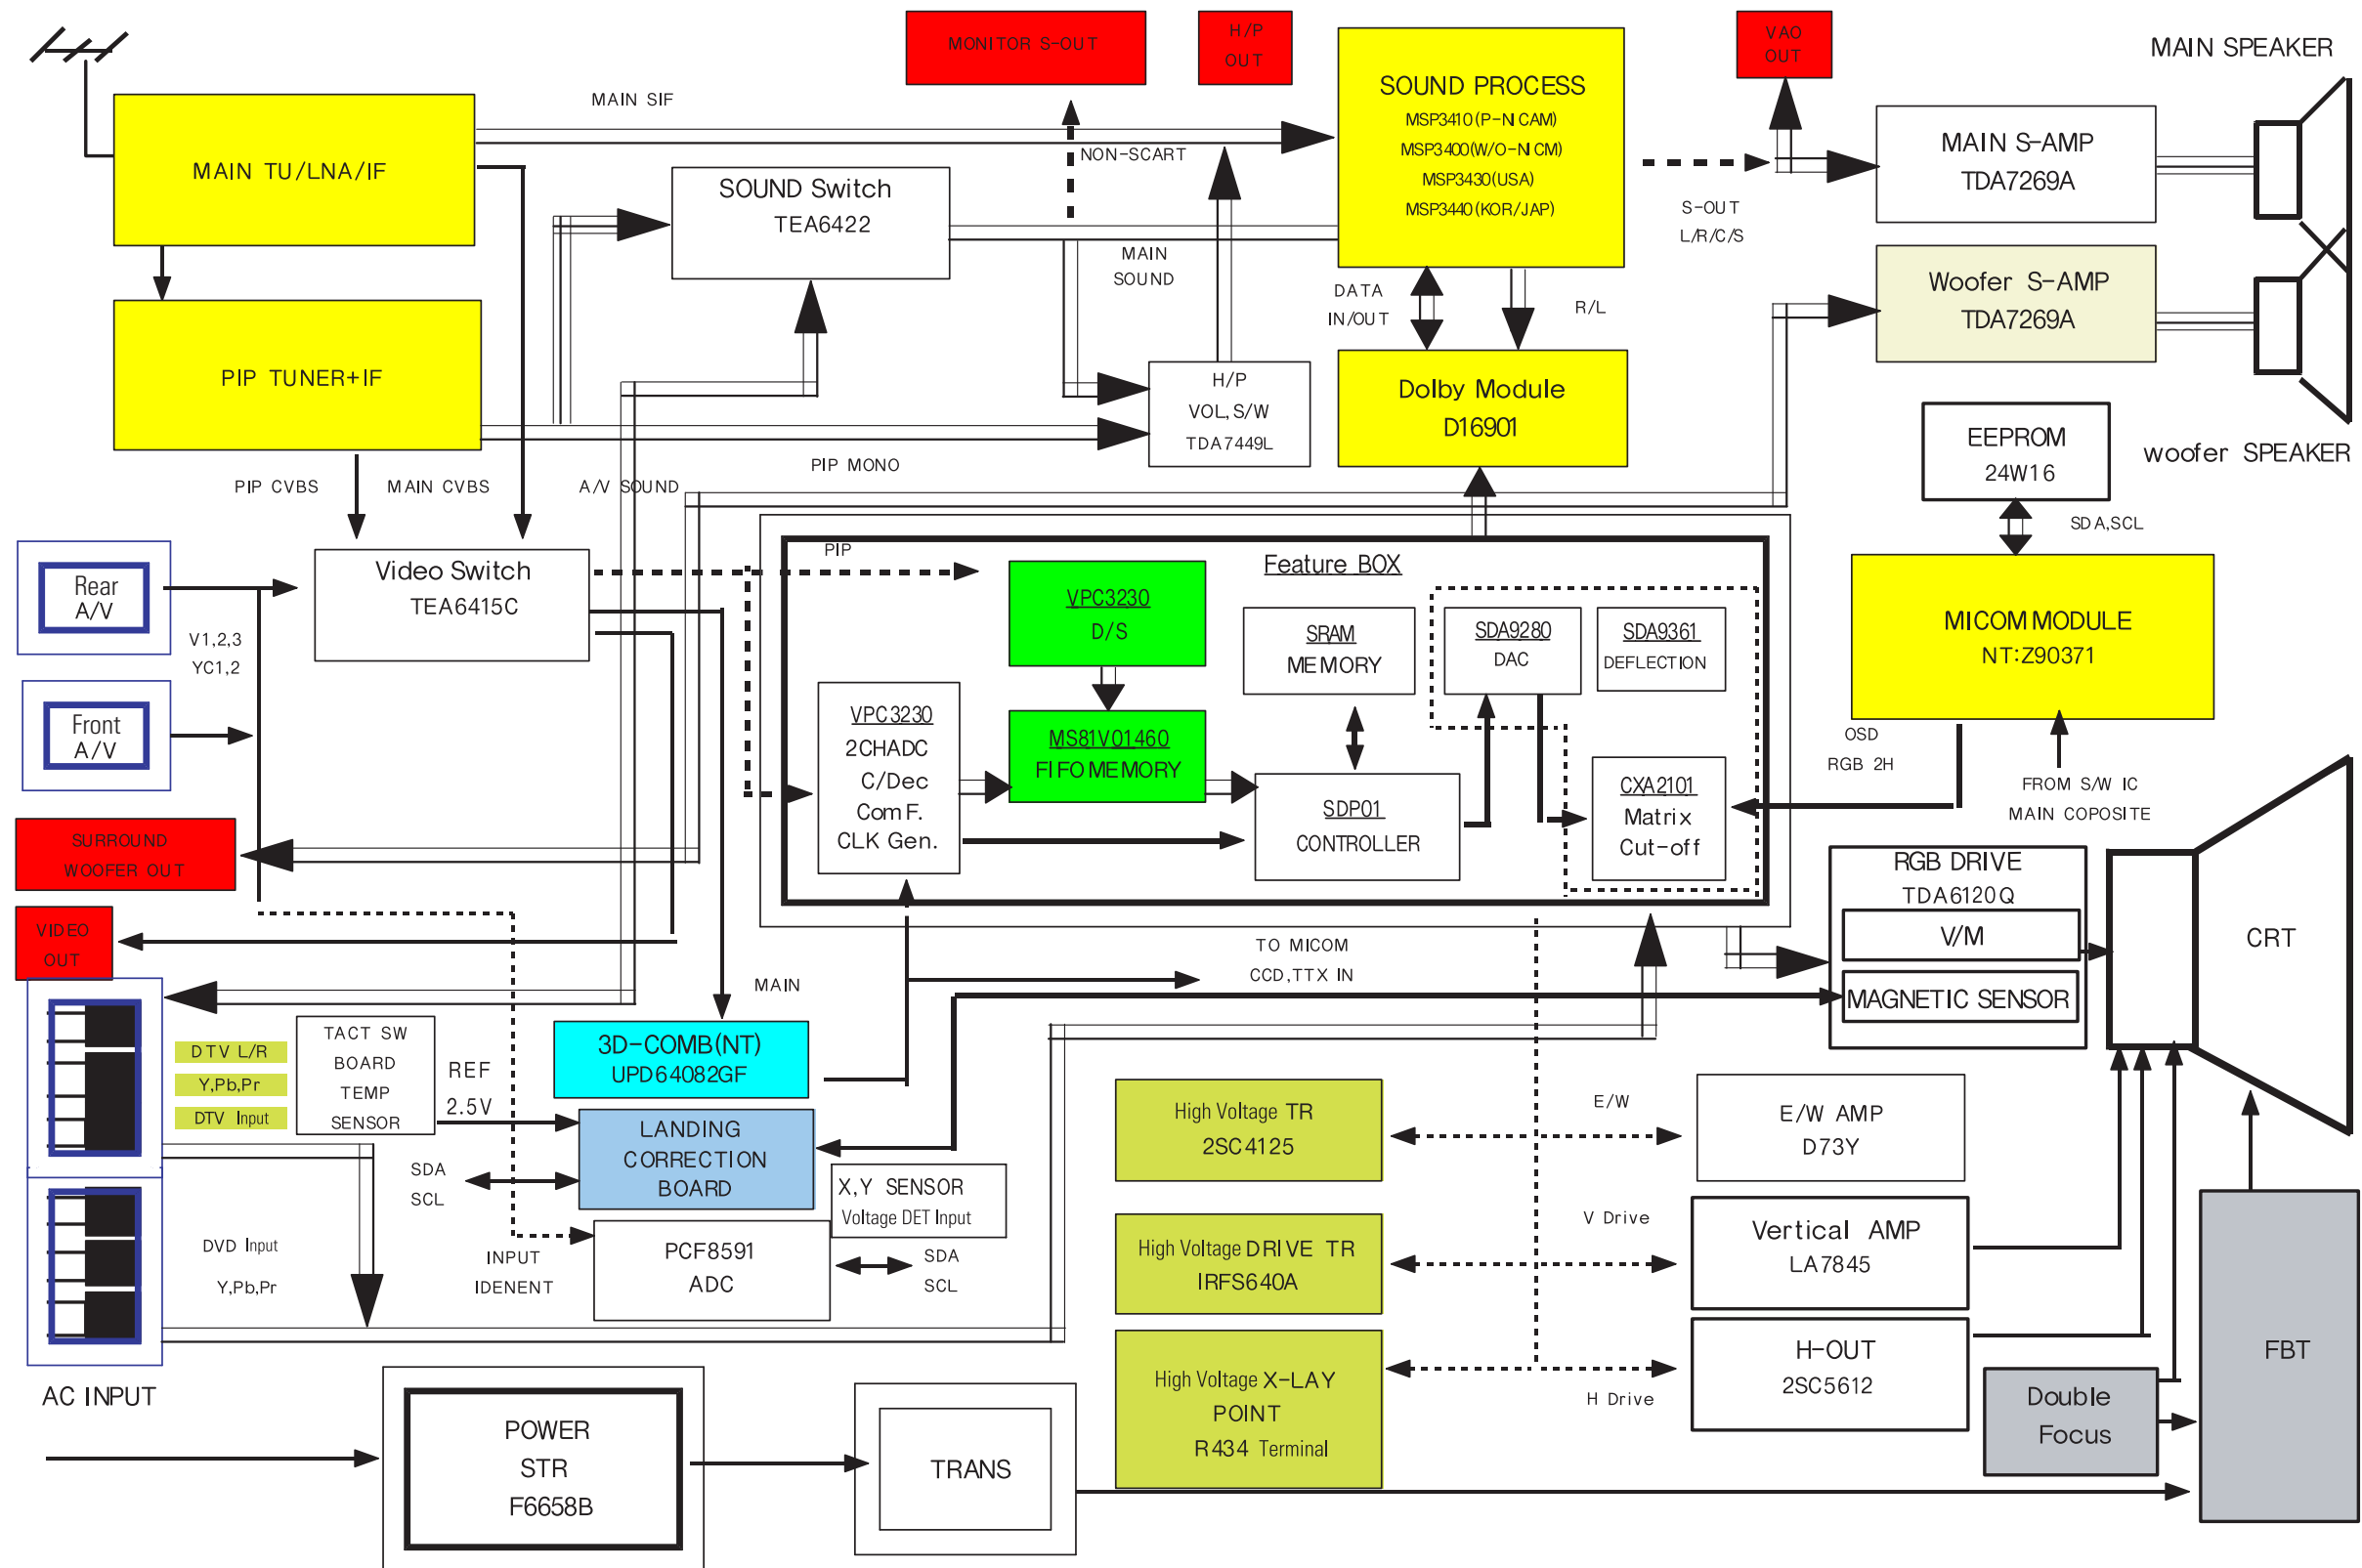 MONITOR S-OUT
H/P
OUT
VAO
OUT
MAIN SPEAKER
MAIN SIF
SOUND PROCESS
MSP3410(P-NICAM)
MSP3400(W/O-NICM)
MSP3430(USA)
MSP3440(KOR/JAP)
MAIN TU/LNA/IF
NON-SCART
SOUND Switch
TEA6422
MAIN S-AMP
TDA7269A
S-OUT
L/R/C/S
MAIN
SOUND
DATA
IN/OUT
R/L
Woofer S-AMP
TDA7269A
PIP TUNER+IF
H/P
VOL,S/W
TDA7449L
Dolby Module
D16901
EEPROM
24W16
woofer SPEAKER
PIP CVBS
MAIN CVBS
A/V SOUND
PIP MONO
SDA,SCL
Rear
A/V
Video Switch
TEA6415C
PIP
Feature BOX
VPC3230
D/S
SRAM
MEMORY
SDA9280
DAC
SDA9361
DEFLECTION
MICOM MODULE
NT:Z90371
V1,2,3
YC1,2
Front
A/V
VPC3230
2CHADC
C/Dec
Com F.
CLK Gen.
MS81V01460
FIFO MEMORY
SDP01
CONTROLLER
CXA2101
Matrix
Cut-off
OSD
RGB 2H
FROM S/W IC
MAIN COPOSITE
SURROUND
WOOFER OUT
RGB DRIVE
TDA6120Q
V/M
MAGNETIC SENSOR
CRT
VIDEO
OUT
TO MICOM
CCD,TTX IN
MAIN
DTV L/R
Y,Pb,Pr
DTV Input
TACT SW
BOARD
TEMP
SENSOR
REF
2.5V
3D-COMB(NT)
UPD64082GF
LANDING
CORRECTION
BOARD
SDA
SCL
X,Y SENSOR
Voltage DET Input
High Voltage TR
2SC4125
E/W
E/W AMP
D73Y
DVD Input
Y,Pb,Pr
INPUT
IDENENT
PCF8591
ADC
SDA
SCL
High Voltage DRIVE TR
IRFS640A
V Drive
Vertical AMP
LA7845
High Voltage X-LAY
POINT
R434 Terminal
H Drive
H-OUT
2SC5612
FBT
Double
Focus
AC INPUT
POWER
STR
F6658B
TRANS